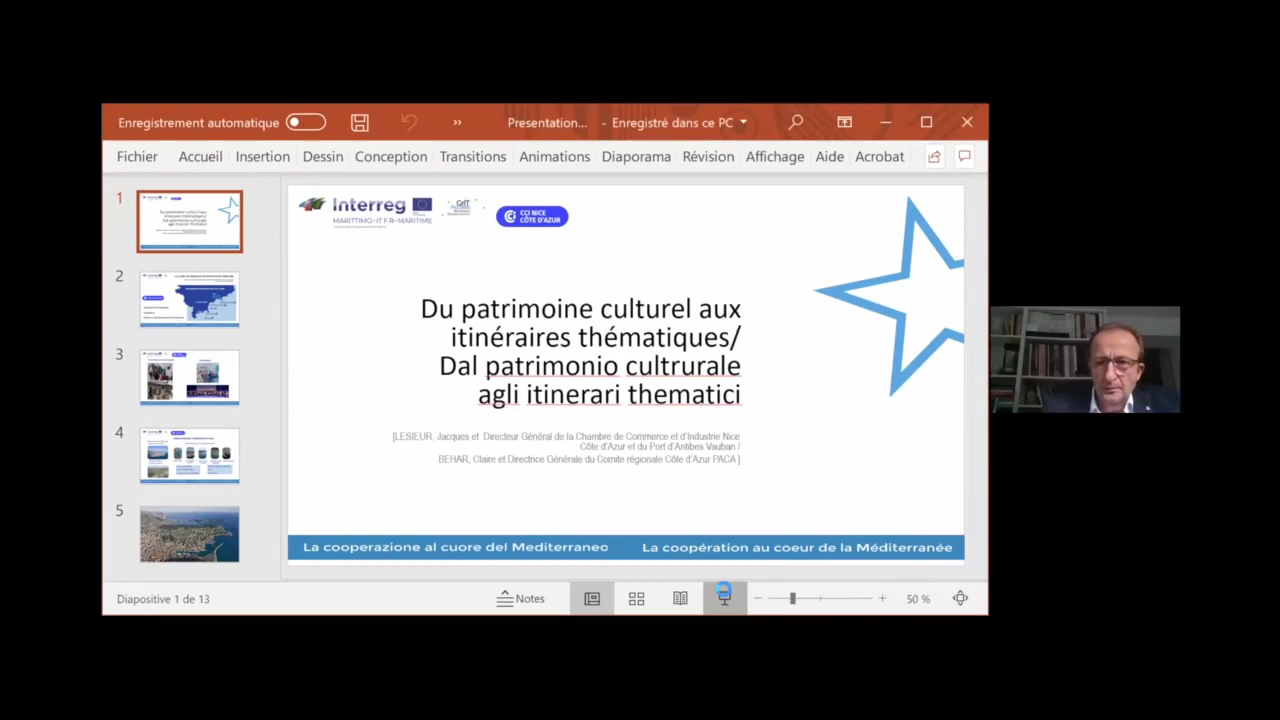 Enregistrement automatique
Presentation... - Enregistré dans ce PC
Fichier Accueil Insertion Dessin Conception Transitions Animations Diaporama Révision Affichage Aide Acrobat
1
2
3
4
5
Interreg
MARITTIMO-IT FR-MARITIME
CCI NICE
CÔTE D'AZUR
Du patrimoine culturel aux
itinéraires thématiques/
Dal patrimonio cultrurale
agli itinerari thematici
[LESIEUR, Jacques et Directeur Général de la Chambre de Commerce et d'Industrie Nice
Côte d'Azur et du Port d'Antibes Vauban /
BEHAR, Claire et Directrice Générale du Comité régionale Côte d'Azur PACA ]
La cooperazione al cuore del Mediterraneo La coopération au coeur de la Méditerranée
Diapositive 1 de 13
Notes
50 %